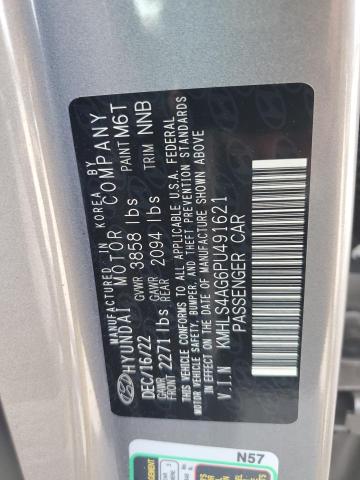 MANUFACTURED IN KOREA BY
HYUNDAI MOTOR COMPANY
DEC/16/22 GVWR 3858 lbs PAINT M6T
GAWR FRONT 2271 lbs GAWR REAR 2094 lbs TRIM NNB
THIS VEHICLE CONFORMS TO ALL APPLICABLE U.S.A. FEDERAL
MOTOR VEHICLE SAFETY, BUMPER, AND THEFT PREVENTION STANDARDS
IN EFFECT ON THE DATE OF MANUFACTURE SHOWN ABOVE
V.I.N KMHLS4AG6PU491621
PASSENGER CAR
N57